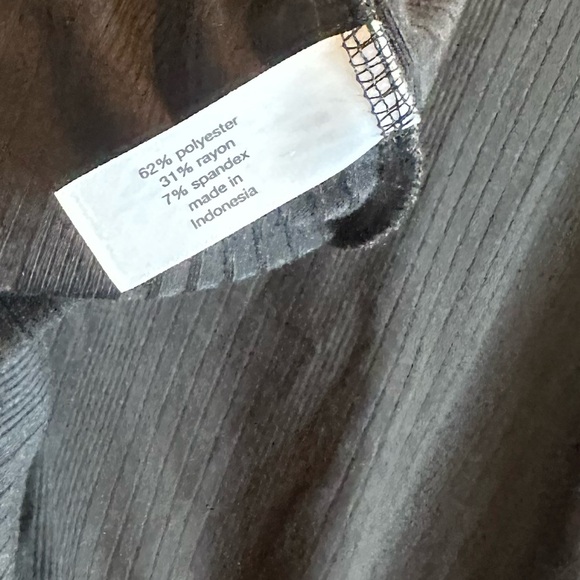 62% polyester
31% rayon
7% spandex
made in
Indonesia